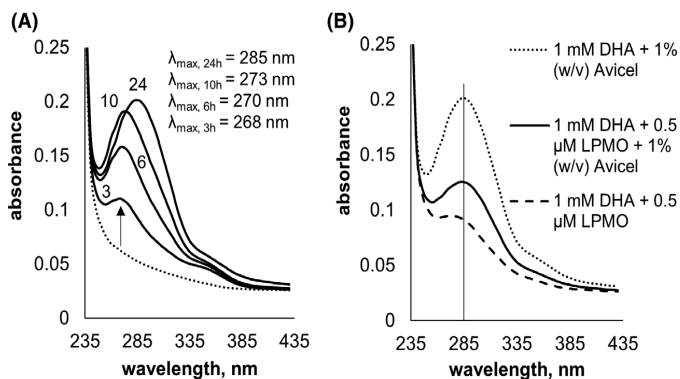 (A)
absorbance
0.25
0.2
0.15
0.1
0.05
0
235 285 335 385 435
wavelength, nm
λmax, 24h = 285 nm
λmax, 10h = 273 nm
λmax, 6h = 270 nm
λmax, 3h = 268 nm
10
24
6
3
(B)
absorbance
0.25
0.2
0.15
0.1
0.05
0
235 285 335 385 435
wavelength, nm
1 mM DHA + 1%
(w/v) Avicel
1 mM DHA + 0.5
µM LPMO + 1%
(w/v) Avicel
1 mM DHA + 0.5
µM LPMO